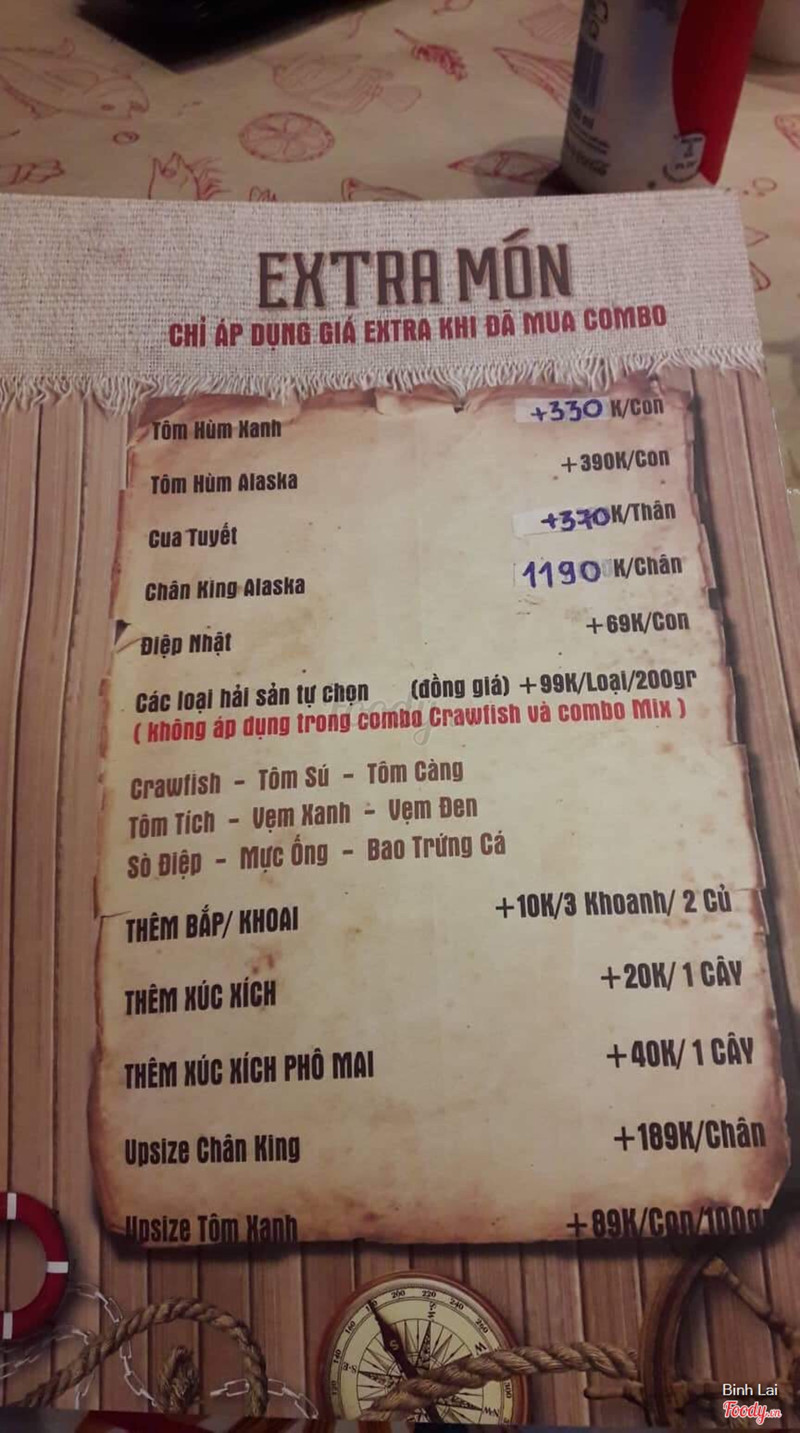 EXTRA MÓN
CHỈ ÁP DỤNG GIÁ EXTRA KHI ĐÃ MUA COMBO
Tôm Hùm Xanh +330 K/Con
Tôm Hùm Alaska +390K/Con
Cua Tuyết +370K/Thân
Chân King Alaska 1190 K/Chân
Điệp Nhật +69K/Con
Các loại hải sản tự chọn (đồng giá) +99K/Loại/200gr
( Không áp dụng trong combo Crawfish và combo Mix )
Crawfish - Tôm Sú - Tôm Càng
Tôm Tích - Vẹm Xanh - Vẹm Đen
Sò Điệp - Mực Ống - Bao Trứng Cá
THÊM BẮP/ KHOAI +10K/3 Khoanh/ 2 Củ
THÊM XÚC XÍCH +20K/ 1 CÂY
THÊM XÚC XÍCH PHÔ MAI +40K/ 1 CÂY
Upsize Chân King +189K/Chân
Upsize Tôm Xanh +89K/Con/100gr
Binh Lai
Foody.vn